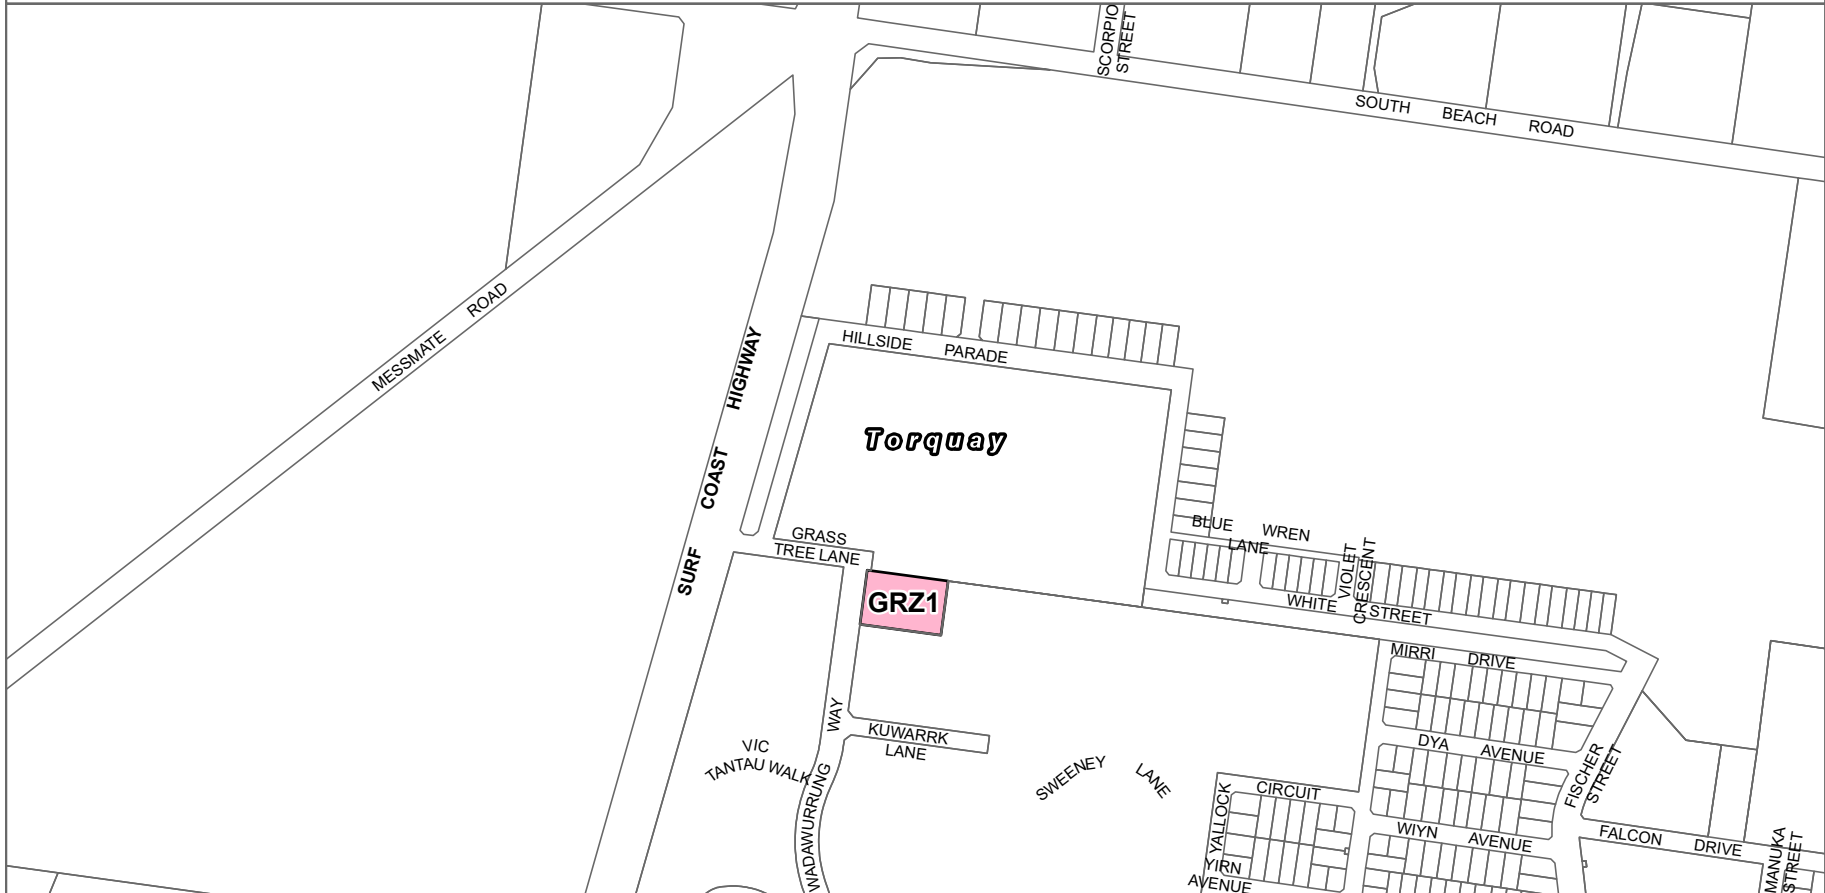 SCORPIO
STREET
SOUTH BEACH ROAD
MESSMATE ROAD
SURF COAST HIGHWAY
HILLSIDE PARADE
Torquay
GRASS
TREE LANE
BLUE WREN
LANE
VIOLET
CRESCENT
WHITE STREET
GRZ1
MIRRI DRIVE
WADAWURRUNG WAY
KUWARRK
LANE
VIC
TANTAU WALK
SWEENEY LANE
DYA AVENUE
FISCHER
STREET
YALLOCK CIRCUIT
WIYN AVENUE
FALCON DRIVE
MANUKA
STREET
YIRN
AVENUE